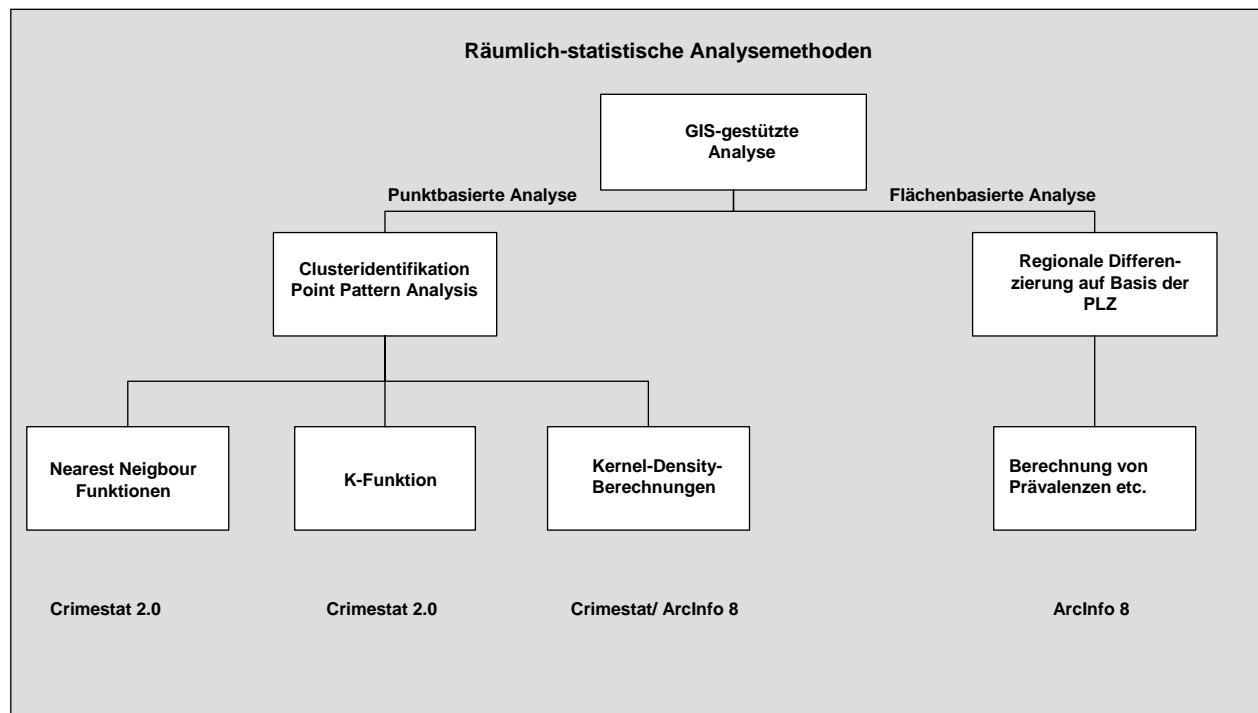 Räumlich-statistische Analysemethoden
GIS-gestützte
Analyse
Punktbasierte Analyse
Flächenbasierte Analyse
Clusteridentifikation
Point Pattern Analysis
Regionale Differen-
zierung auf Basis der
PLZ
Nearest Neigbour
Funktionen
K-Funktion
Kernel-Density-
Berechnungen
Berechnung von
Prävalenzen etc.
Crimestat 2.0
Crimestat 2.0
Crimestat/ ArcInfo 8
ArcInfo 8